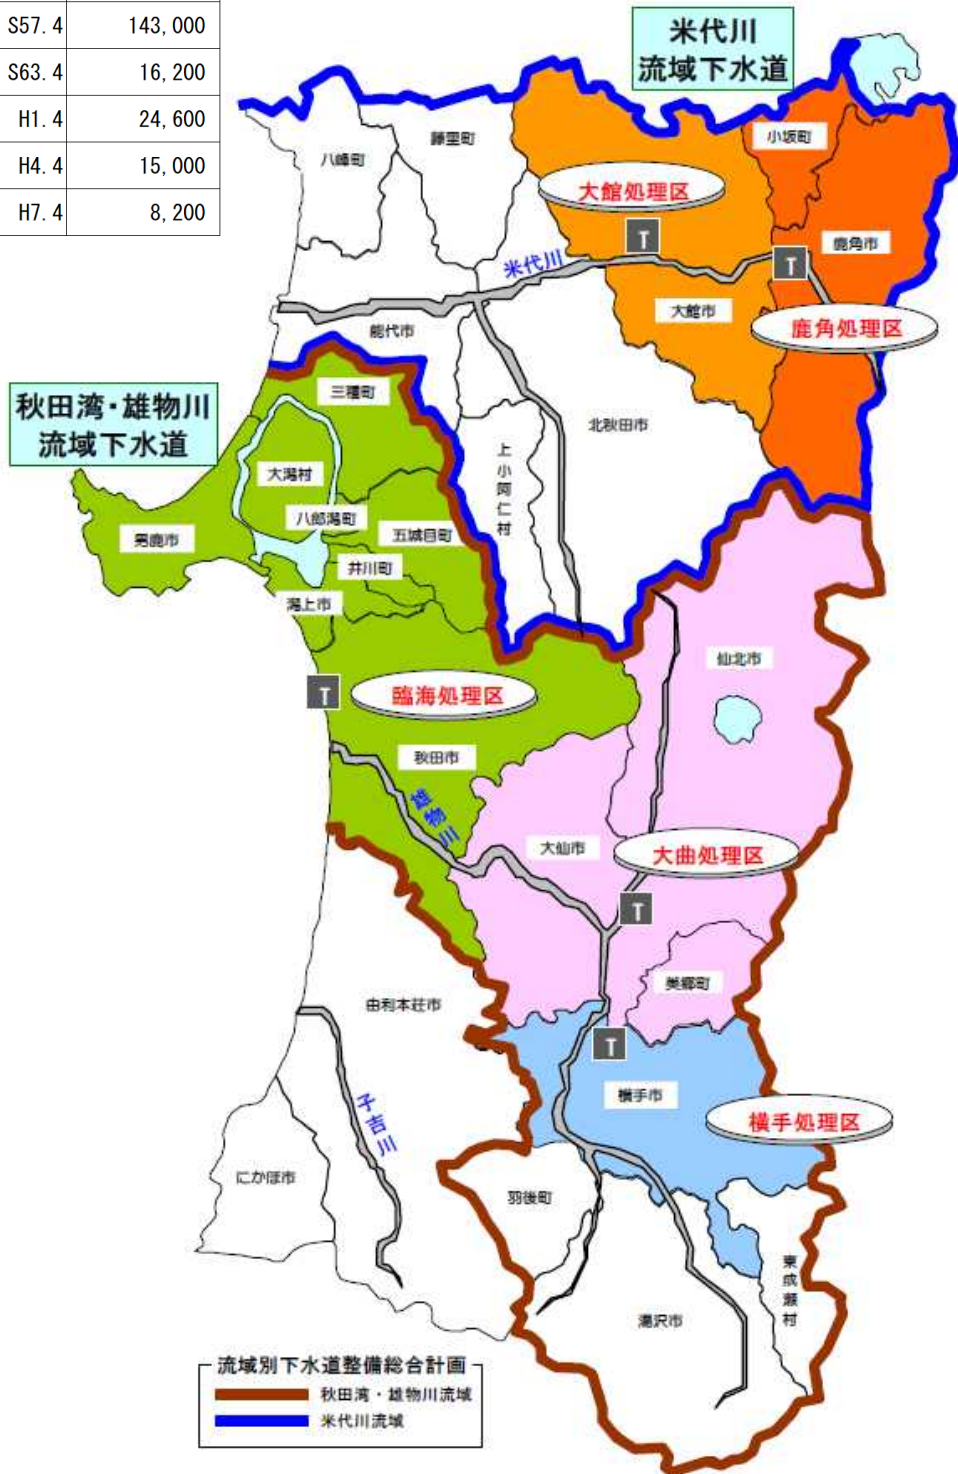 S57.4 143,000
S63.4 16,200
H1.4 24,600
H4.4 15,000
H7.4 8,200
米代川
流域下水道
小坂町
藤里町
八峰町
大館処理区
T
鹿角市
T
米代川
大館市
鹿角処理区
能代市
三種町
秋田湾・雄物川
流域下水道
北秋田市
上小阿仁村
大潟村
八郎潟町
五城目町
男鹿市
井川町
潟上市
仙北市
T
臨海処理区
秋田市
雄物川
大仙市
大曲処理区
T
美郷町
由利本荘市
T
横手市
子吉川
横手処理区
にかほ市
羽後町
東成瀬村
湯沢市
流域別下水道整備総合計画
秋田湾・雄物川流域
米代川流域